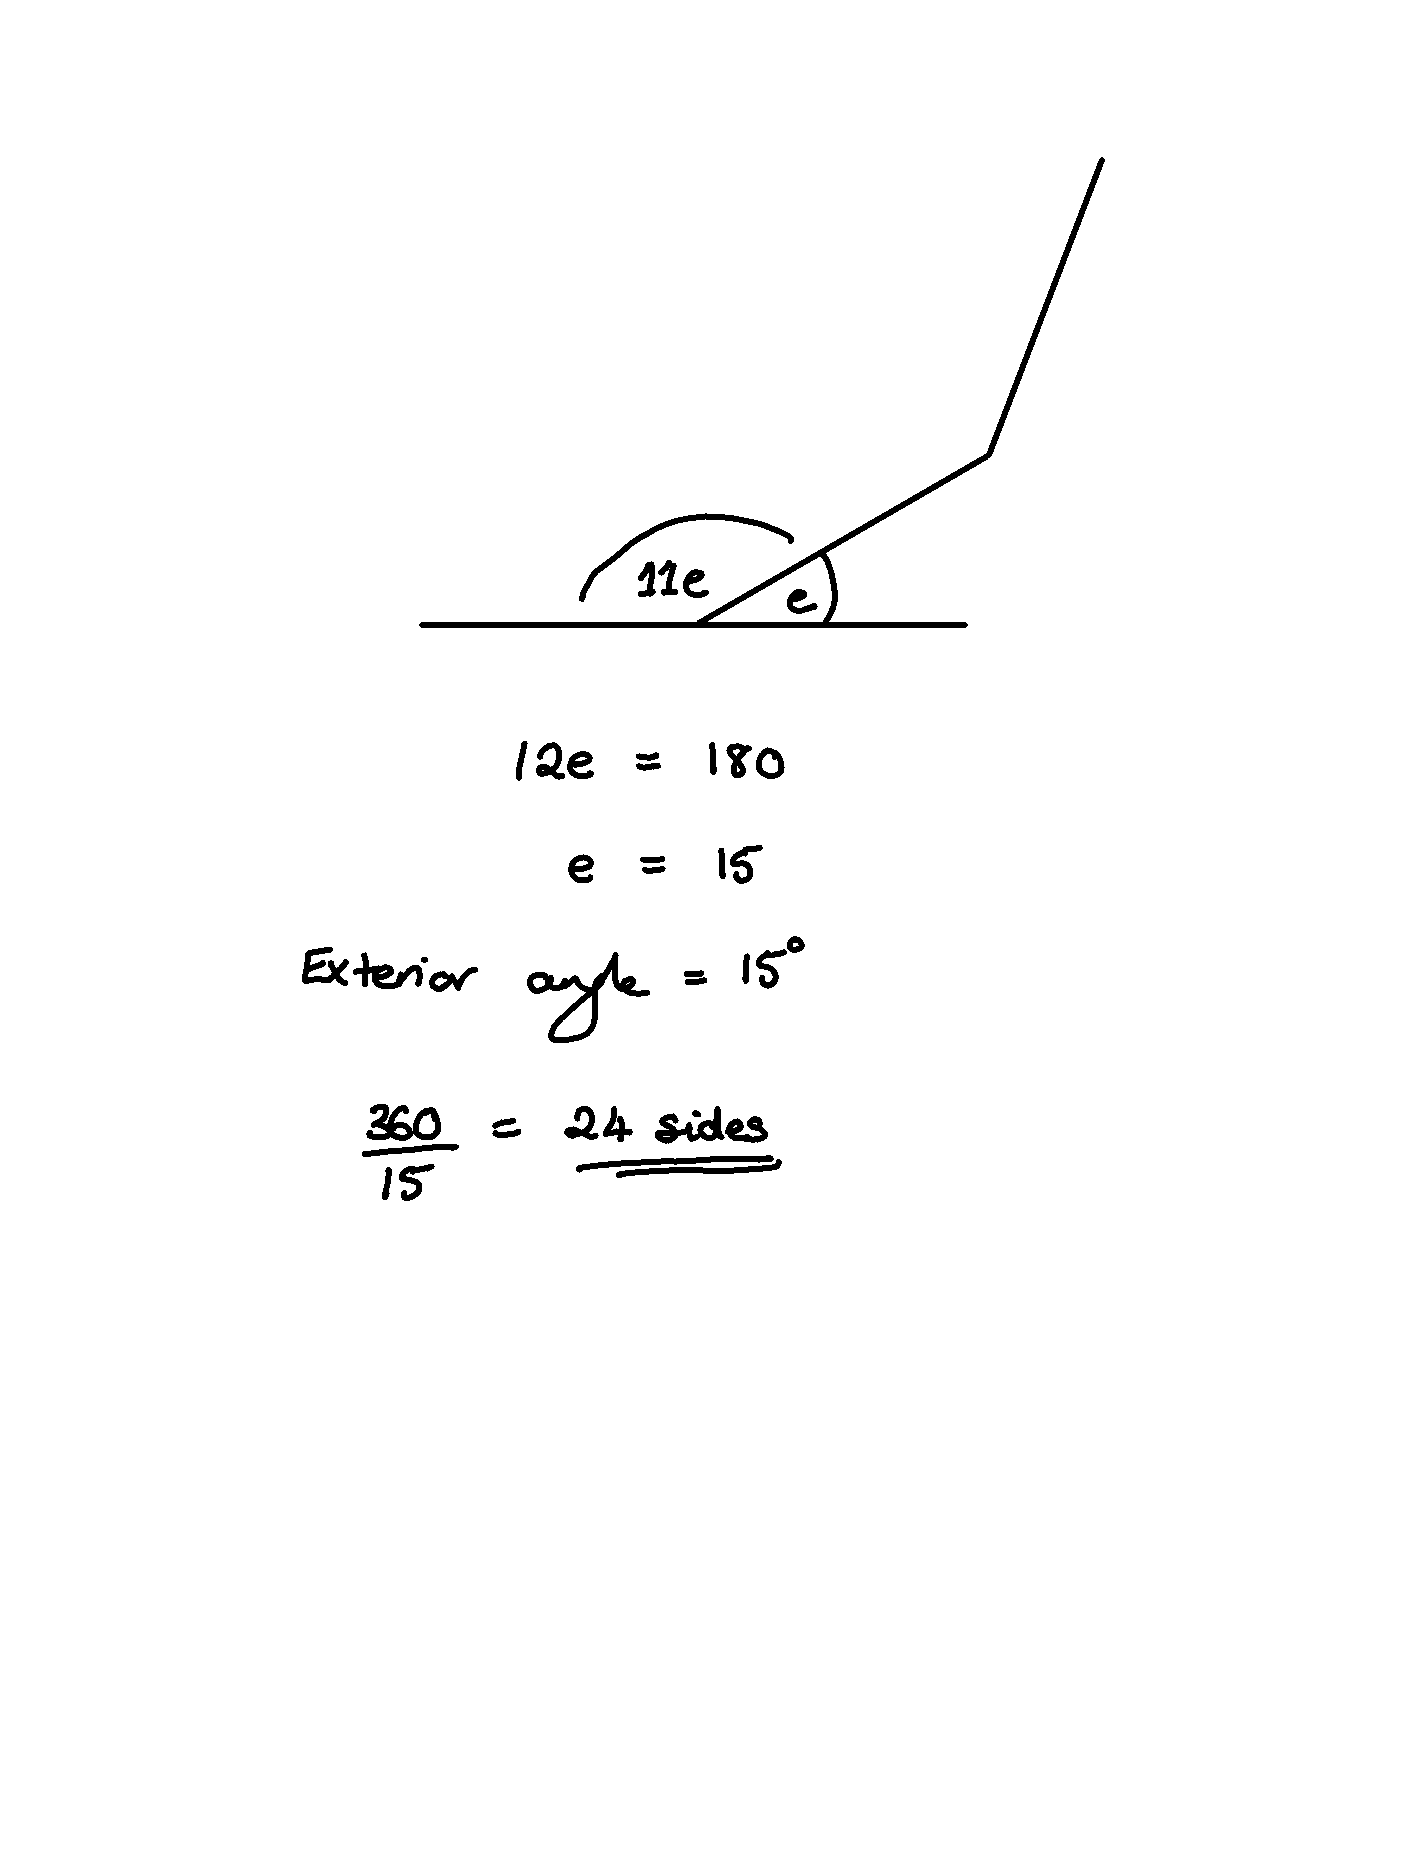 11e
e
12e = 180
e = 15
Exterior angle = 15°
360
15
= 24 sides